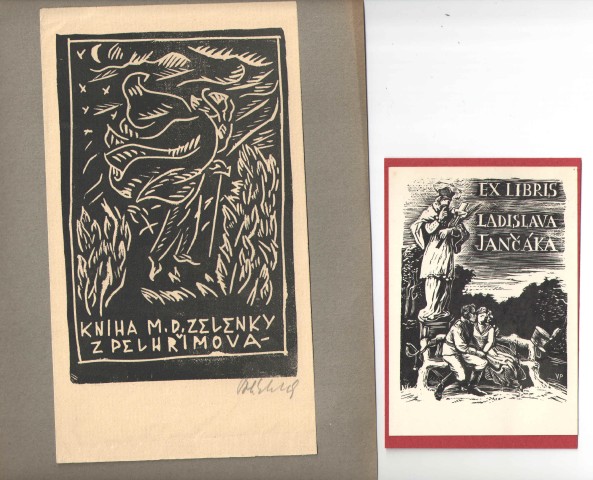 KNIHA M.D. ZELENKY
Z PELHŘIMOVA-
EX LIBRIS
LADISLAVA
JANČÁKA
VP